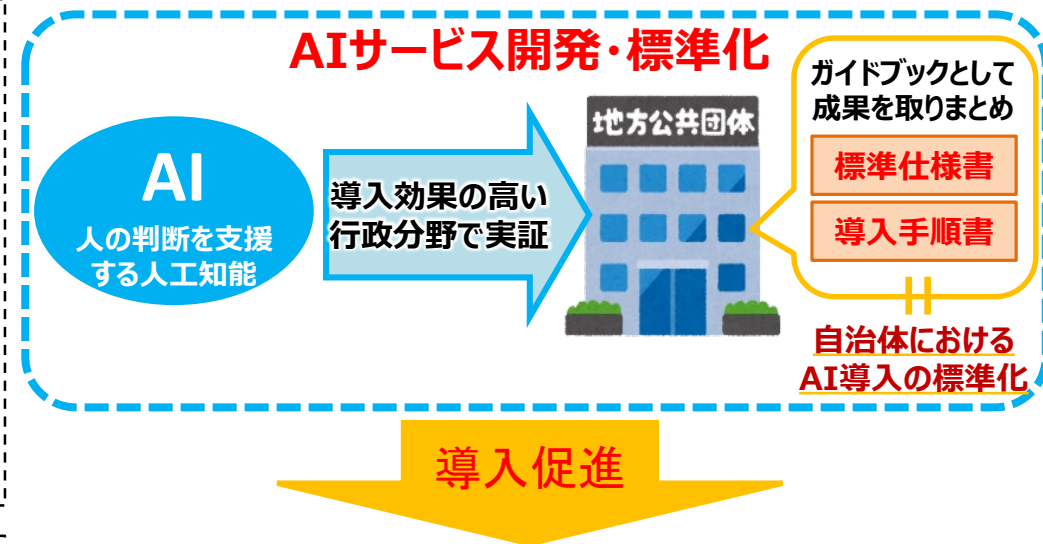 AIサービス開発・標準化
AI
人の判断を支援
する人工知能
導入効果の高い
行政分野で実証
地方公共団体
ガイドブックとして
成果を取りまとめ
標準仕様書
導入手順書
自治体における
AI導入の標準化
導入促進